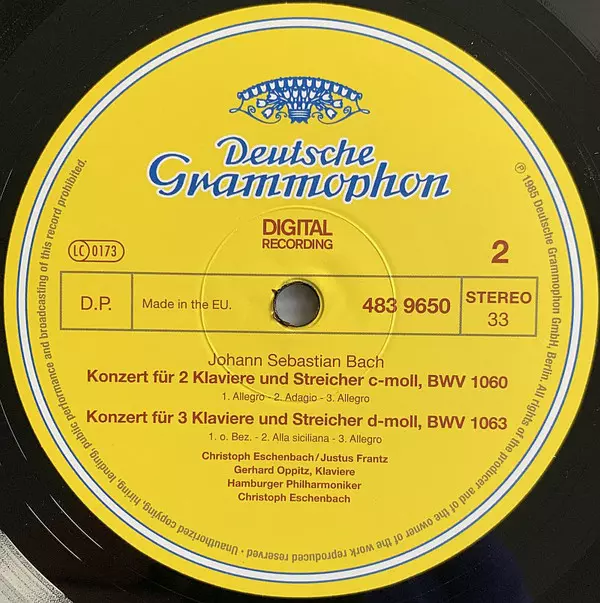 Deutsche
Grammophon
DIGITAL
RECORDING
LC 0173
2
D.P.
Made in the EU.
483 9650
STEREO
33
Johann Sebastian Bach
Konzert für 2 Klaviere und Streicher c-moll, BWV 1060
1. Allegro - 2. Adagio - 3. Allegro
Konzert für 3 Klaviere und Streicher d-moll, BWV 1063
1. o. Bez. - 2. Alla siciliana - 3. Allegro
Christoph Eschenbach/Justus Frantz
Gerhard Oppitz, Klaviere
Hamburger Philharmoniker
Christoph Eschenbach
℗ 1985 Deutsche Grammophon GmbH, Berlin. All rights of the producer and of the owner of the work reproduced reserved · Unauthorized copying, hiring, lending, public performance and broadcasting of this record prohibited.